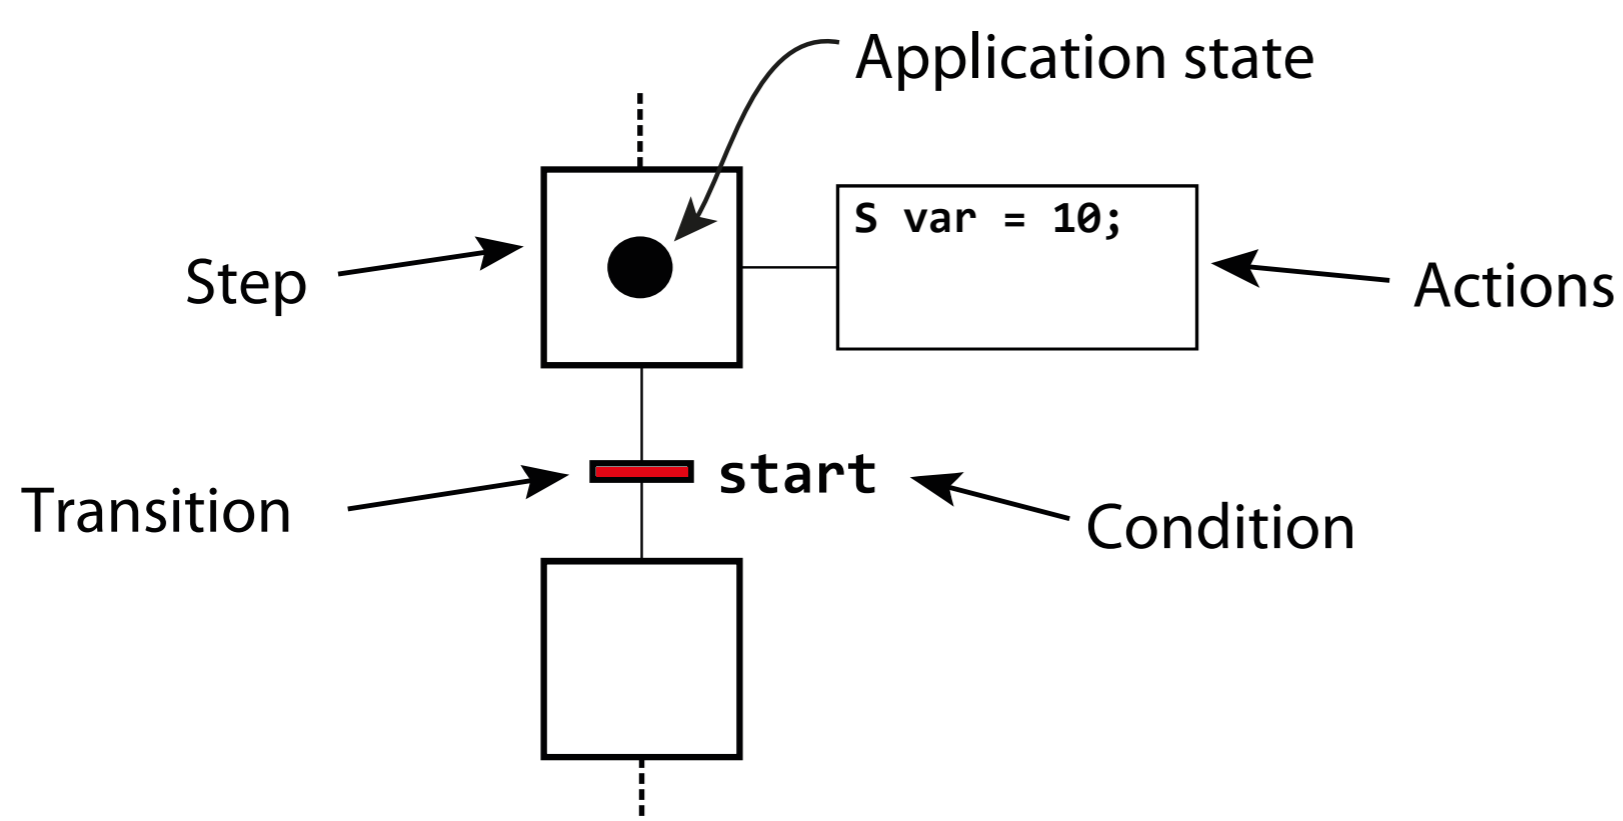 Application state
S var = 10;
Step
Actions
start
Transition
Condition